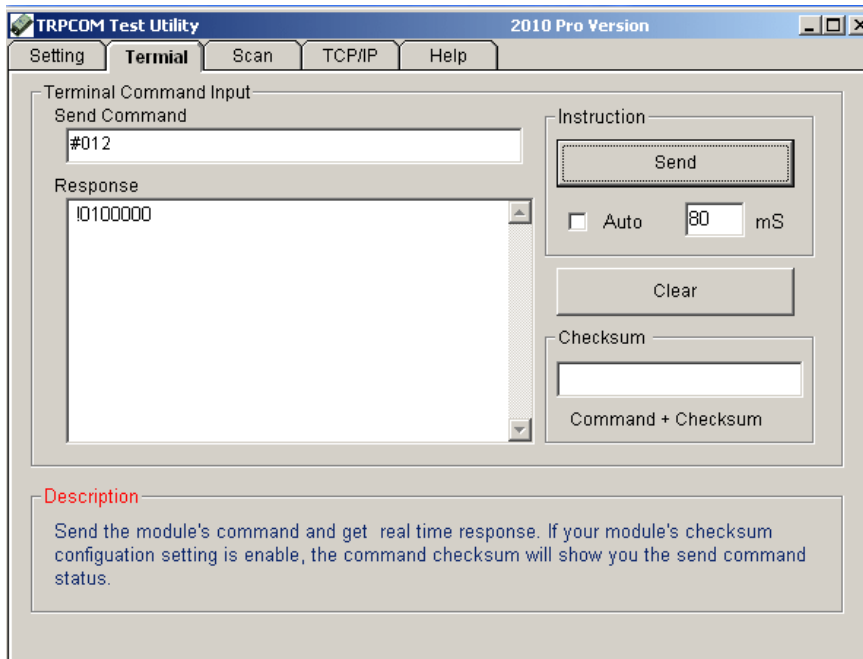 TRPCOM Test Utility 2010 Pro Version
Setting Termial Scan TCP/IP Help
Terminal Command Input
Send Command
#012
Response
!0100000
Instruction
Send
Auto 80 mS
Clear
Checksum
Command + Checksum
Description
Send the module's command and get real time response. If your module's checksum
configuation setting is enable, the command checksum will show you the send command
status.